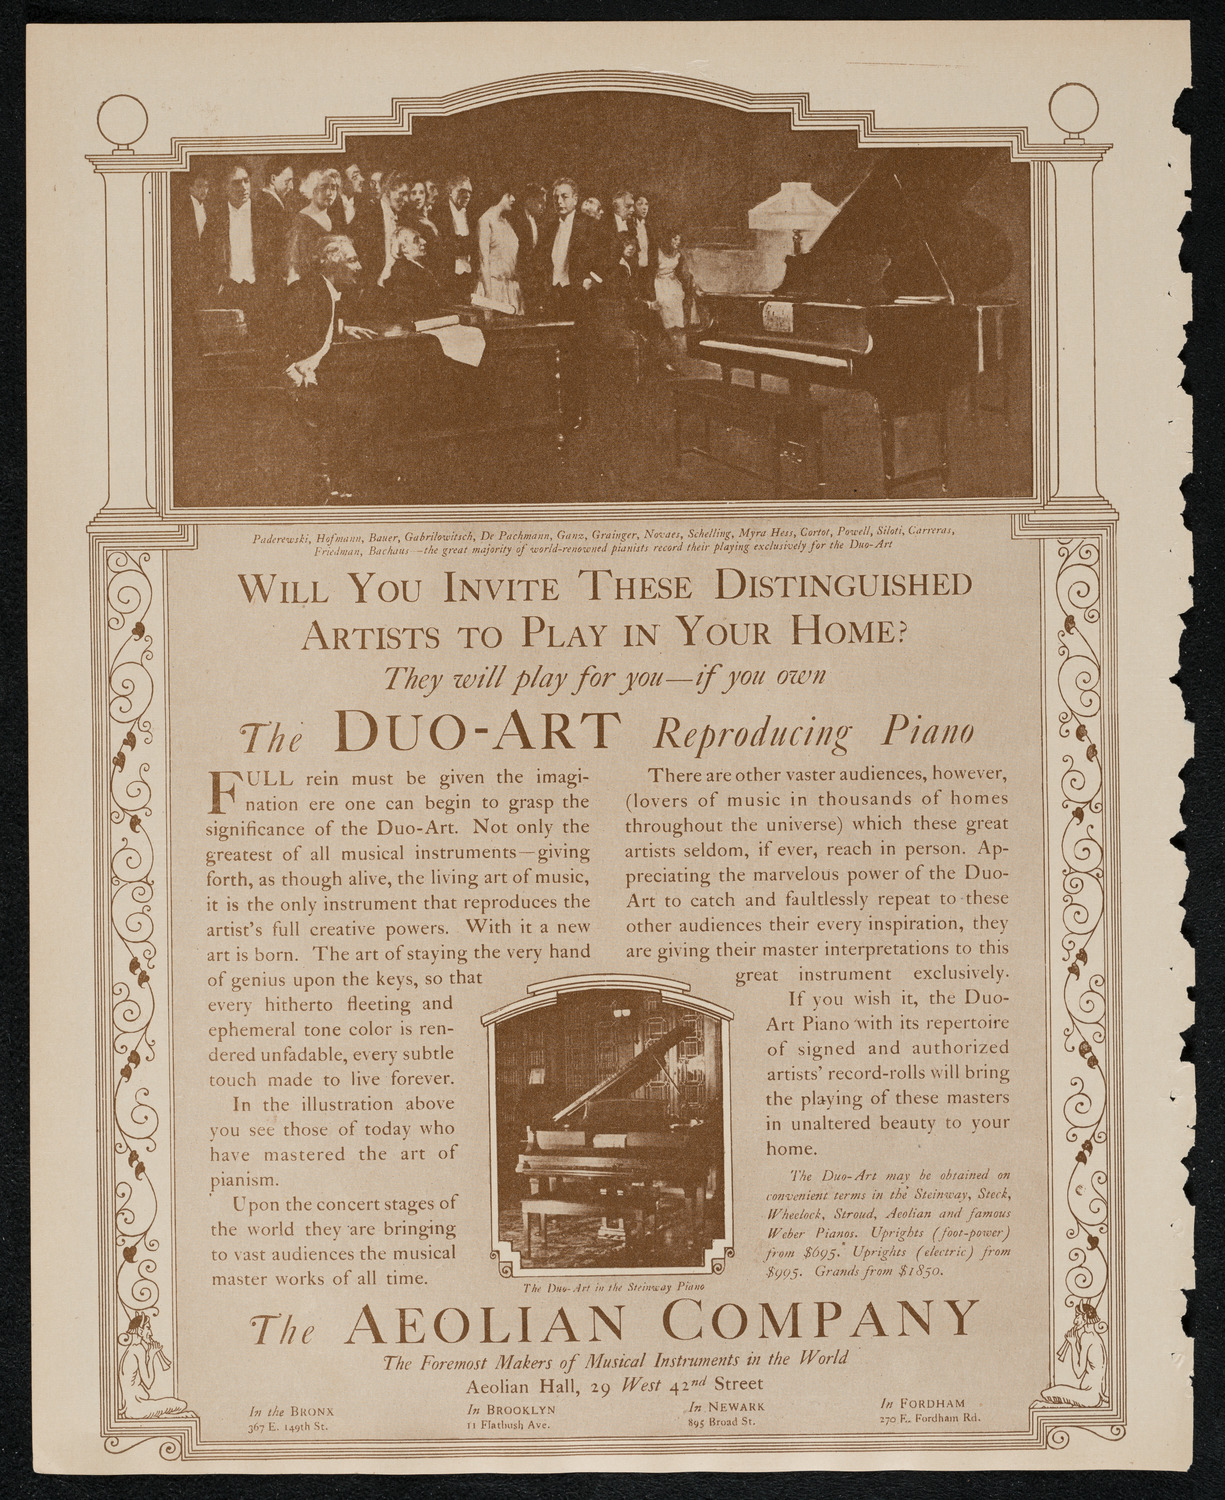 Paderewski, Hofmann, Bauer, Gabrilowitsch, De Pachmann, Ganz, Grainger, Novaes, Schelling, Myra Hess, Cortot, Powell, Siloti, Carreras,
Friedman, Bachaus—the great majority of world-renowned pianists record their playing exclusively for the Duo-Art
WILL YOU INVITE THESE DISTINGUISHED
ARTISTS TO PLAY IN YOUR HOME?
They will play for you—if you own
The DUO-ART Reproducing Piano
FULL rein must be given the imagi-
nation ere one can begin to grasp the
significance of the Duo-Art. Not only the
greatest of all musical instruments—giving
forth, as though alive, the living art of music,
it is the only instrument that reproduces the
artist's full creative powers. With it a new
art is born. The art of staying the very hand
of genius upon the keys, so that
every hitherto fleeting and
ephemeral tone color is ren-
dered unfadable, every subtle
touch made to live forever.
In the illustration above
you see those of today who
have mastered the art of
pianism.
Upon the concert stages of
the world they are bringing
to vast audiences the musical
master works of all time.
There are other vaster audiences, however,
(lovers of music in thousands of homes
throughout the universe) which these great
artists seldom, if ever, reach in person. Ap-
preciating the marvelous power of the Duo-
Art to catch and faultlessly repeat to these
other audiences their every inspiration, they
are giving their master interpretations to this
great instrument exclusively.
If you wish it, the Duo-
Art Piano with its repertoire
of signed and authorized
artists' record-rolls will bring
the playing of these masters
in unaltered beauty to your
home.
The Duo-Art may be obtained on
convenient terms in the Steinway, Steck,
Wheelock, Stroud, Aeolian and famous
Weber Pianos. Uprights (foot-power)
from $695. Uprights (electric) from
$995. Grands from $1850.
The Duo-Art in the Steinway Piano
The AEOLIAN COMPANY
The Foremost Makers of Musical Instruments in the World
Aeolian Hall, 29 West 42nd Street
In the BRONX
367 E. 149th St.
In BROOKLYN
11 Flatbush Ave.
In NEWARK
895 Broad St.
In FORDHAM
270 E. Fordham Rd.